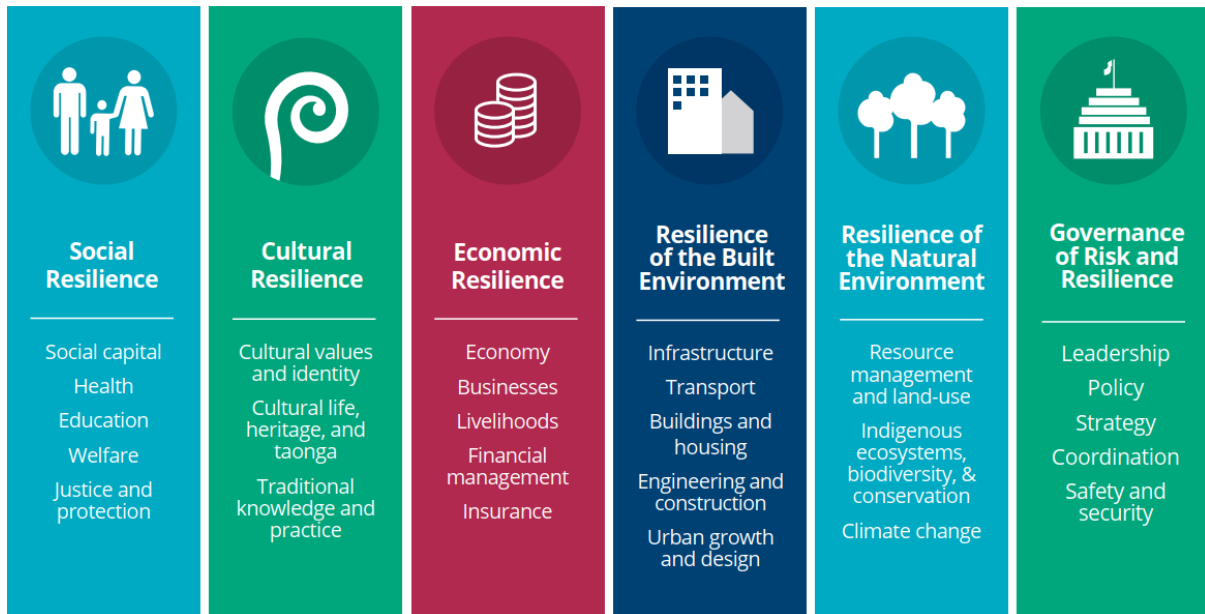 Social
Resilience
Social capital
Health
Education
Welfare
Justice and
protection
Cultural
Resilience
Cultural values
and identity
Cultural life,
heritage, and
taonga
Traditional
knowledge and
practice
Economic
Resilience
Economy
Businesses
Livelihoods
Financial
management
Insurance
Resilience
of the Built
Environment
Infrastructure
Transport
Buildings and
housing
Engineering and
construction
Urban growth
and design
Resilience of
the Natural
Environment
Resource
management
and land-use
Indigenous
ecosystems,
biodiversity, &
conservation
Climate change
Governance
of Risk and
Resilience
Leadership
Policy
Strategy
Coordination
Safety and
security